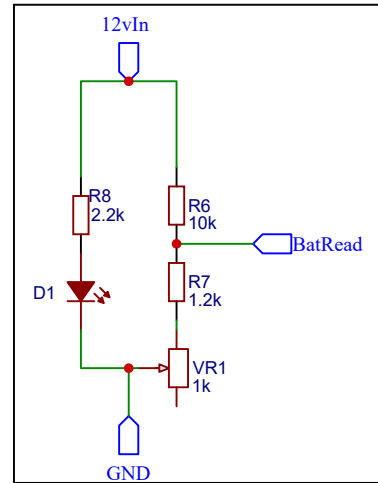 12vIn
R8
2.2k
R6
10k
BatRead
R7
1.2k
D1
VR1
1k
GND